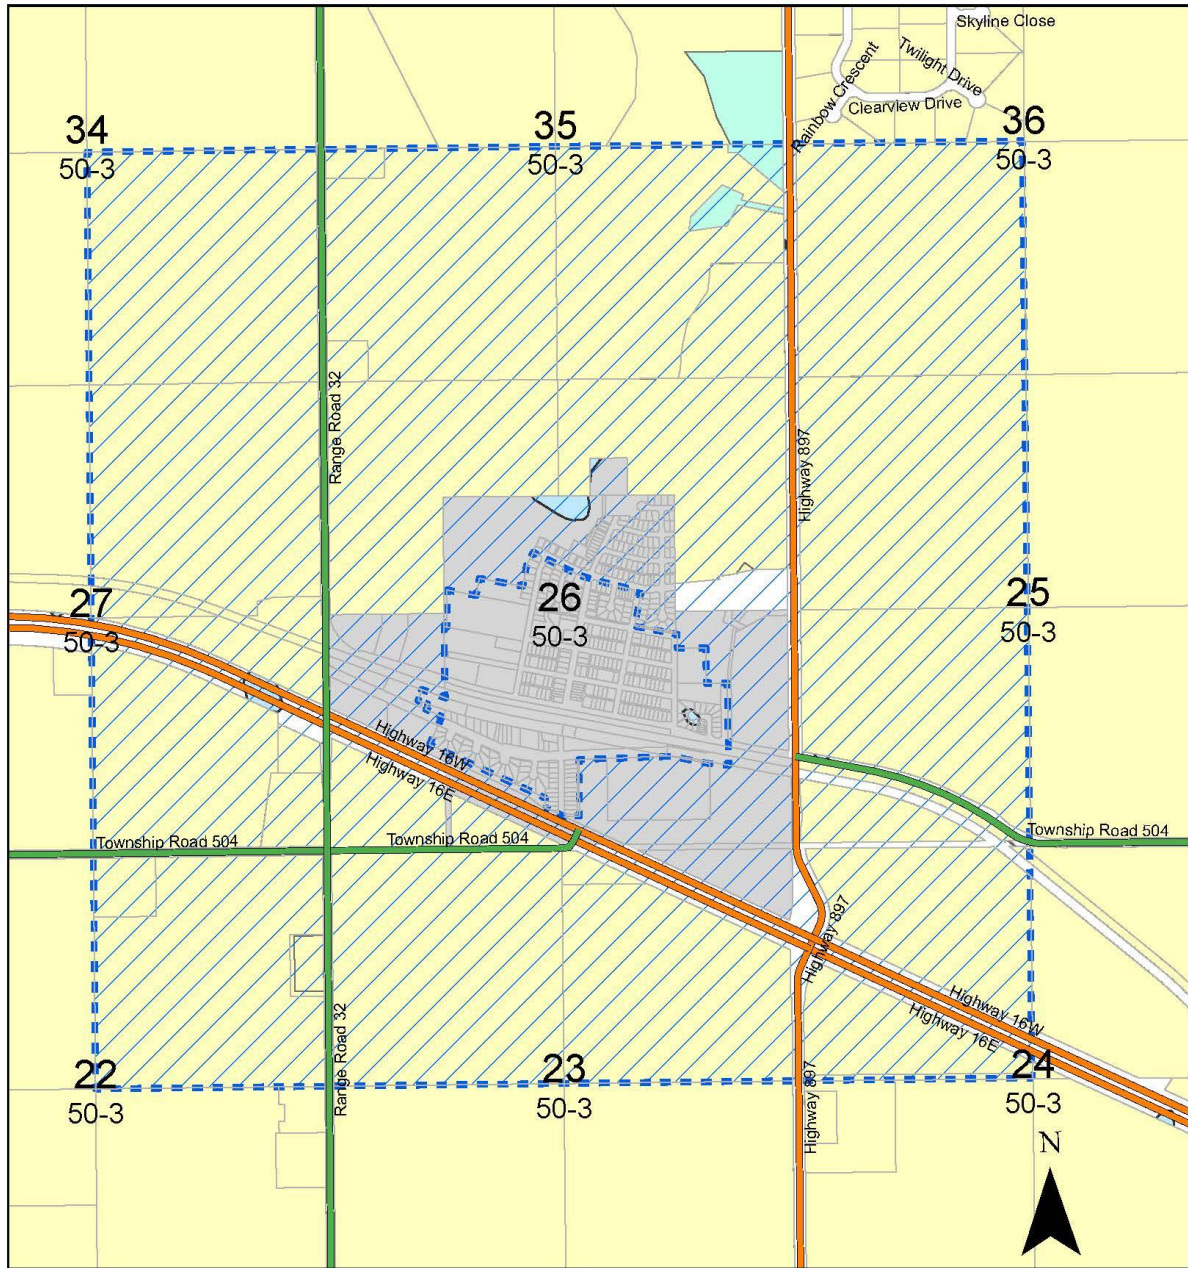 Skyline Close
Twilight Drive
Rainbow Crescent
Clearview Drive
34
50-3
35
50-3
36
50-3
Range Road 32
Highway 897
27
50-3
26
50-3
25
50-3
Highway 16W
Highway 16E
Township Road 504
Township Road 504
Township Road 504
Highway 897
Highway 16W
Highway 16E
22
50-3
23
50-3
24
50-3
Range Road 32
Highway 897
N